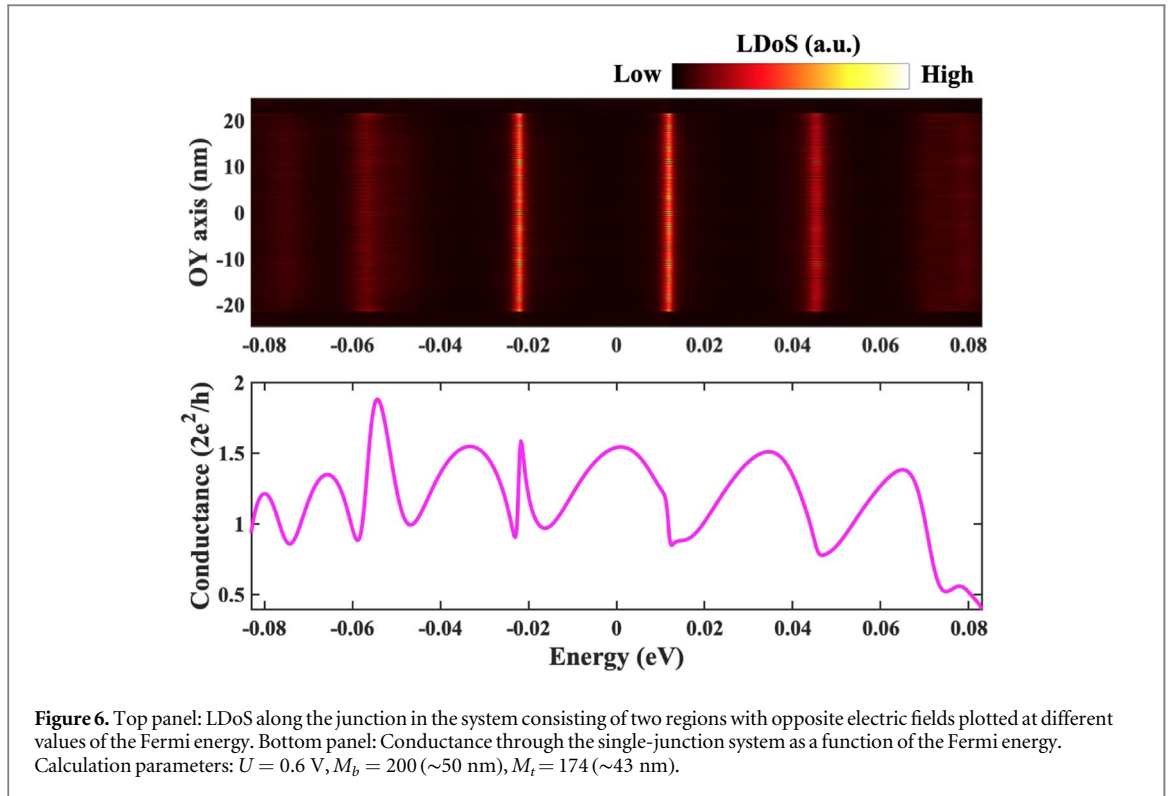 LDoS (a.u.)
Low High
20
10
0
-10
-20
OY axis (nm)
-0.08 -0.06 -0.04 -0.02 0 0.02 0.04 0.06 0.08
2
1.5
1
0.5
Conductance (2e²/h)
-0.08 -0.06 -0.04 -0.02 0 0.02 0.04 0.06 0.08
Energy (eV)
Figure 6. Top panel: LDoS along the junction in the system consisting of two regions with opposite electric fields plotted at different
values of the Fermi energy. Bottom panel: Conductance through the single-junction system as a function of the Fermi energy.
Calculation parameters: U = 0.6 V, M_b = 200 (~50 nm), M_t = 174 (~43 nm).